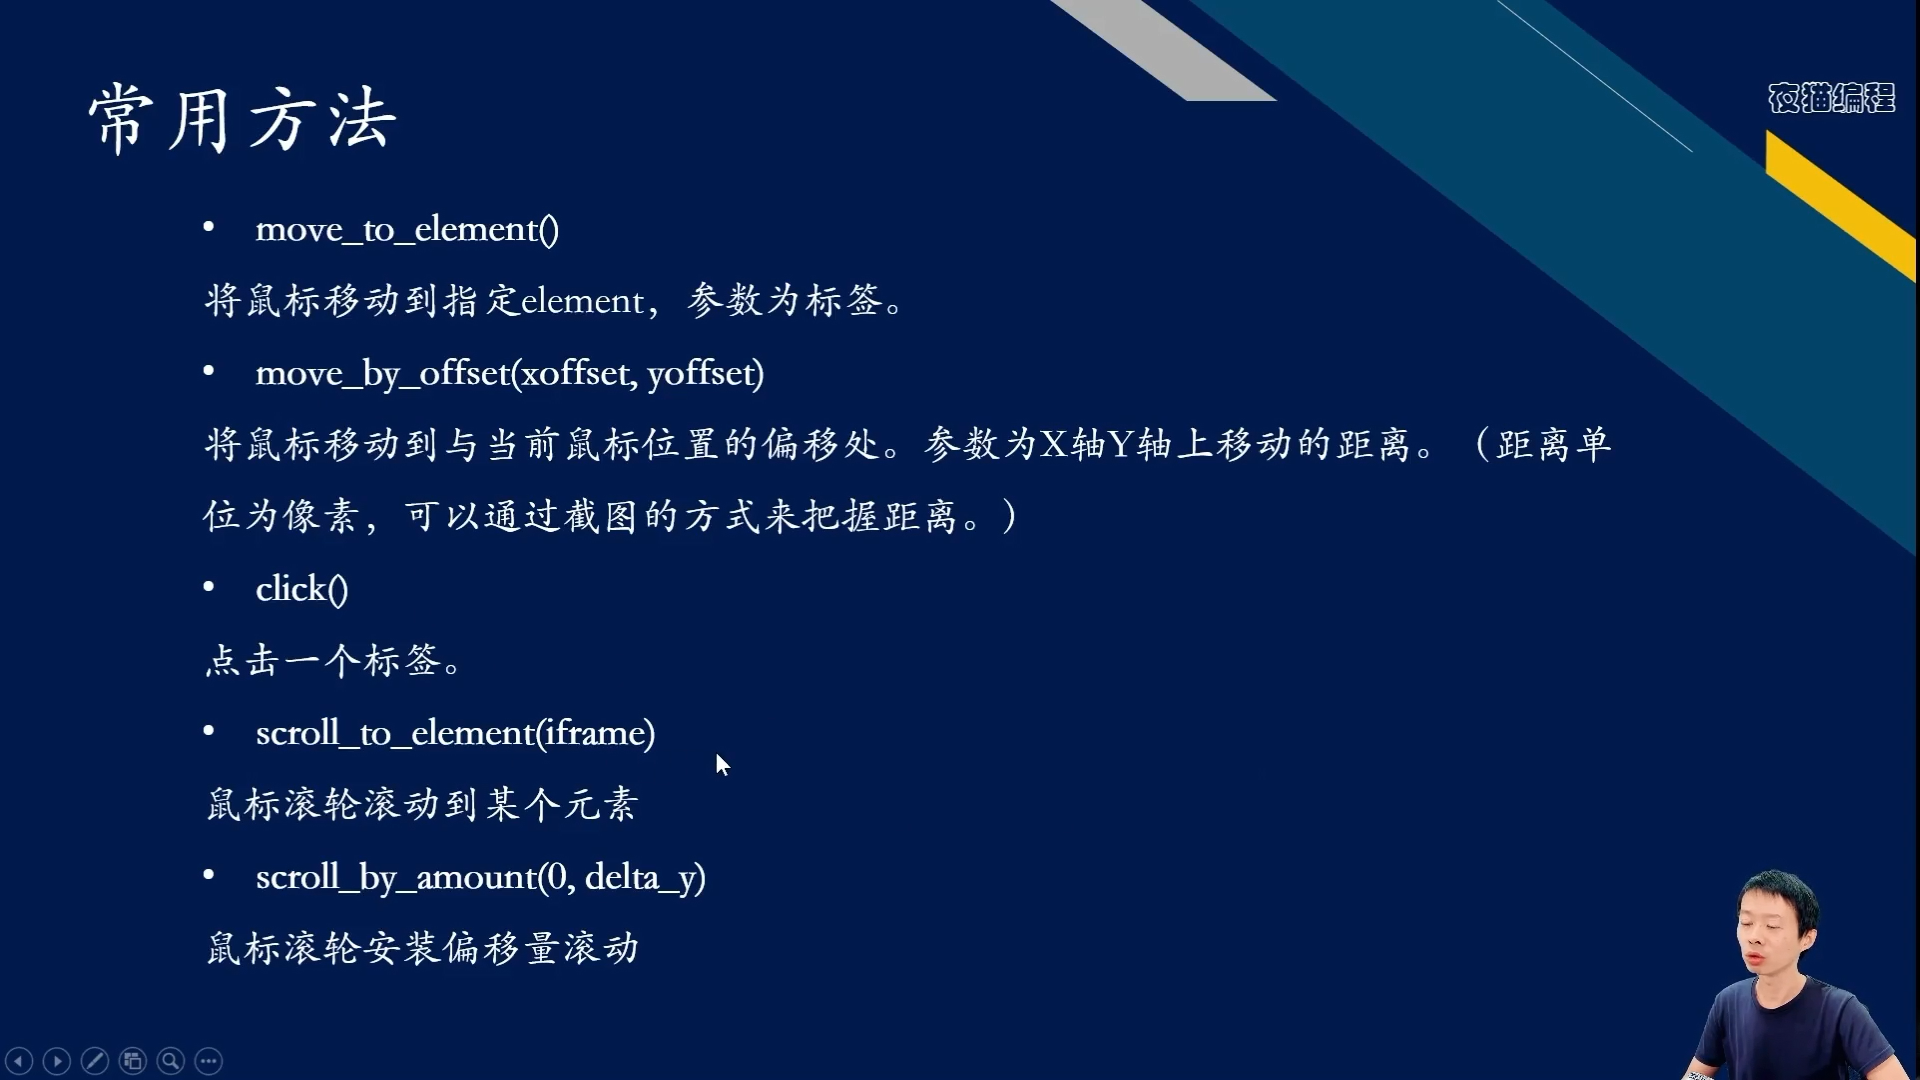 常用方法
夜猫编程
• move_to_element()
将鼠标移动到指定element，参数为标签。
• move_by_offset(xoffset, yoffset)
将鼠标移动到与当前鼠标位置的偏移处。参数为X轴Y轴上移动的距离。（距离单
位为像素，可以通过截图的方式来把握距离。）
• click()
点击一个标签。
• scroll_to_element(iframe)
鼠标滚轮滚动到某个元素
• scroll_by_amount(0, delta_y)
鼠标滚轮安装偏移量滚动